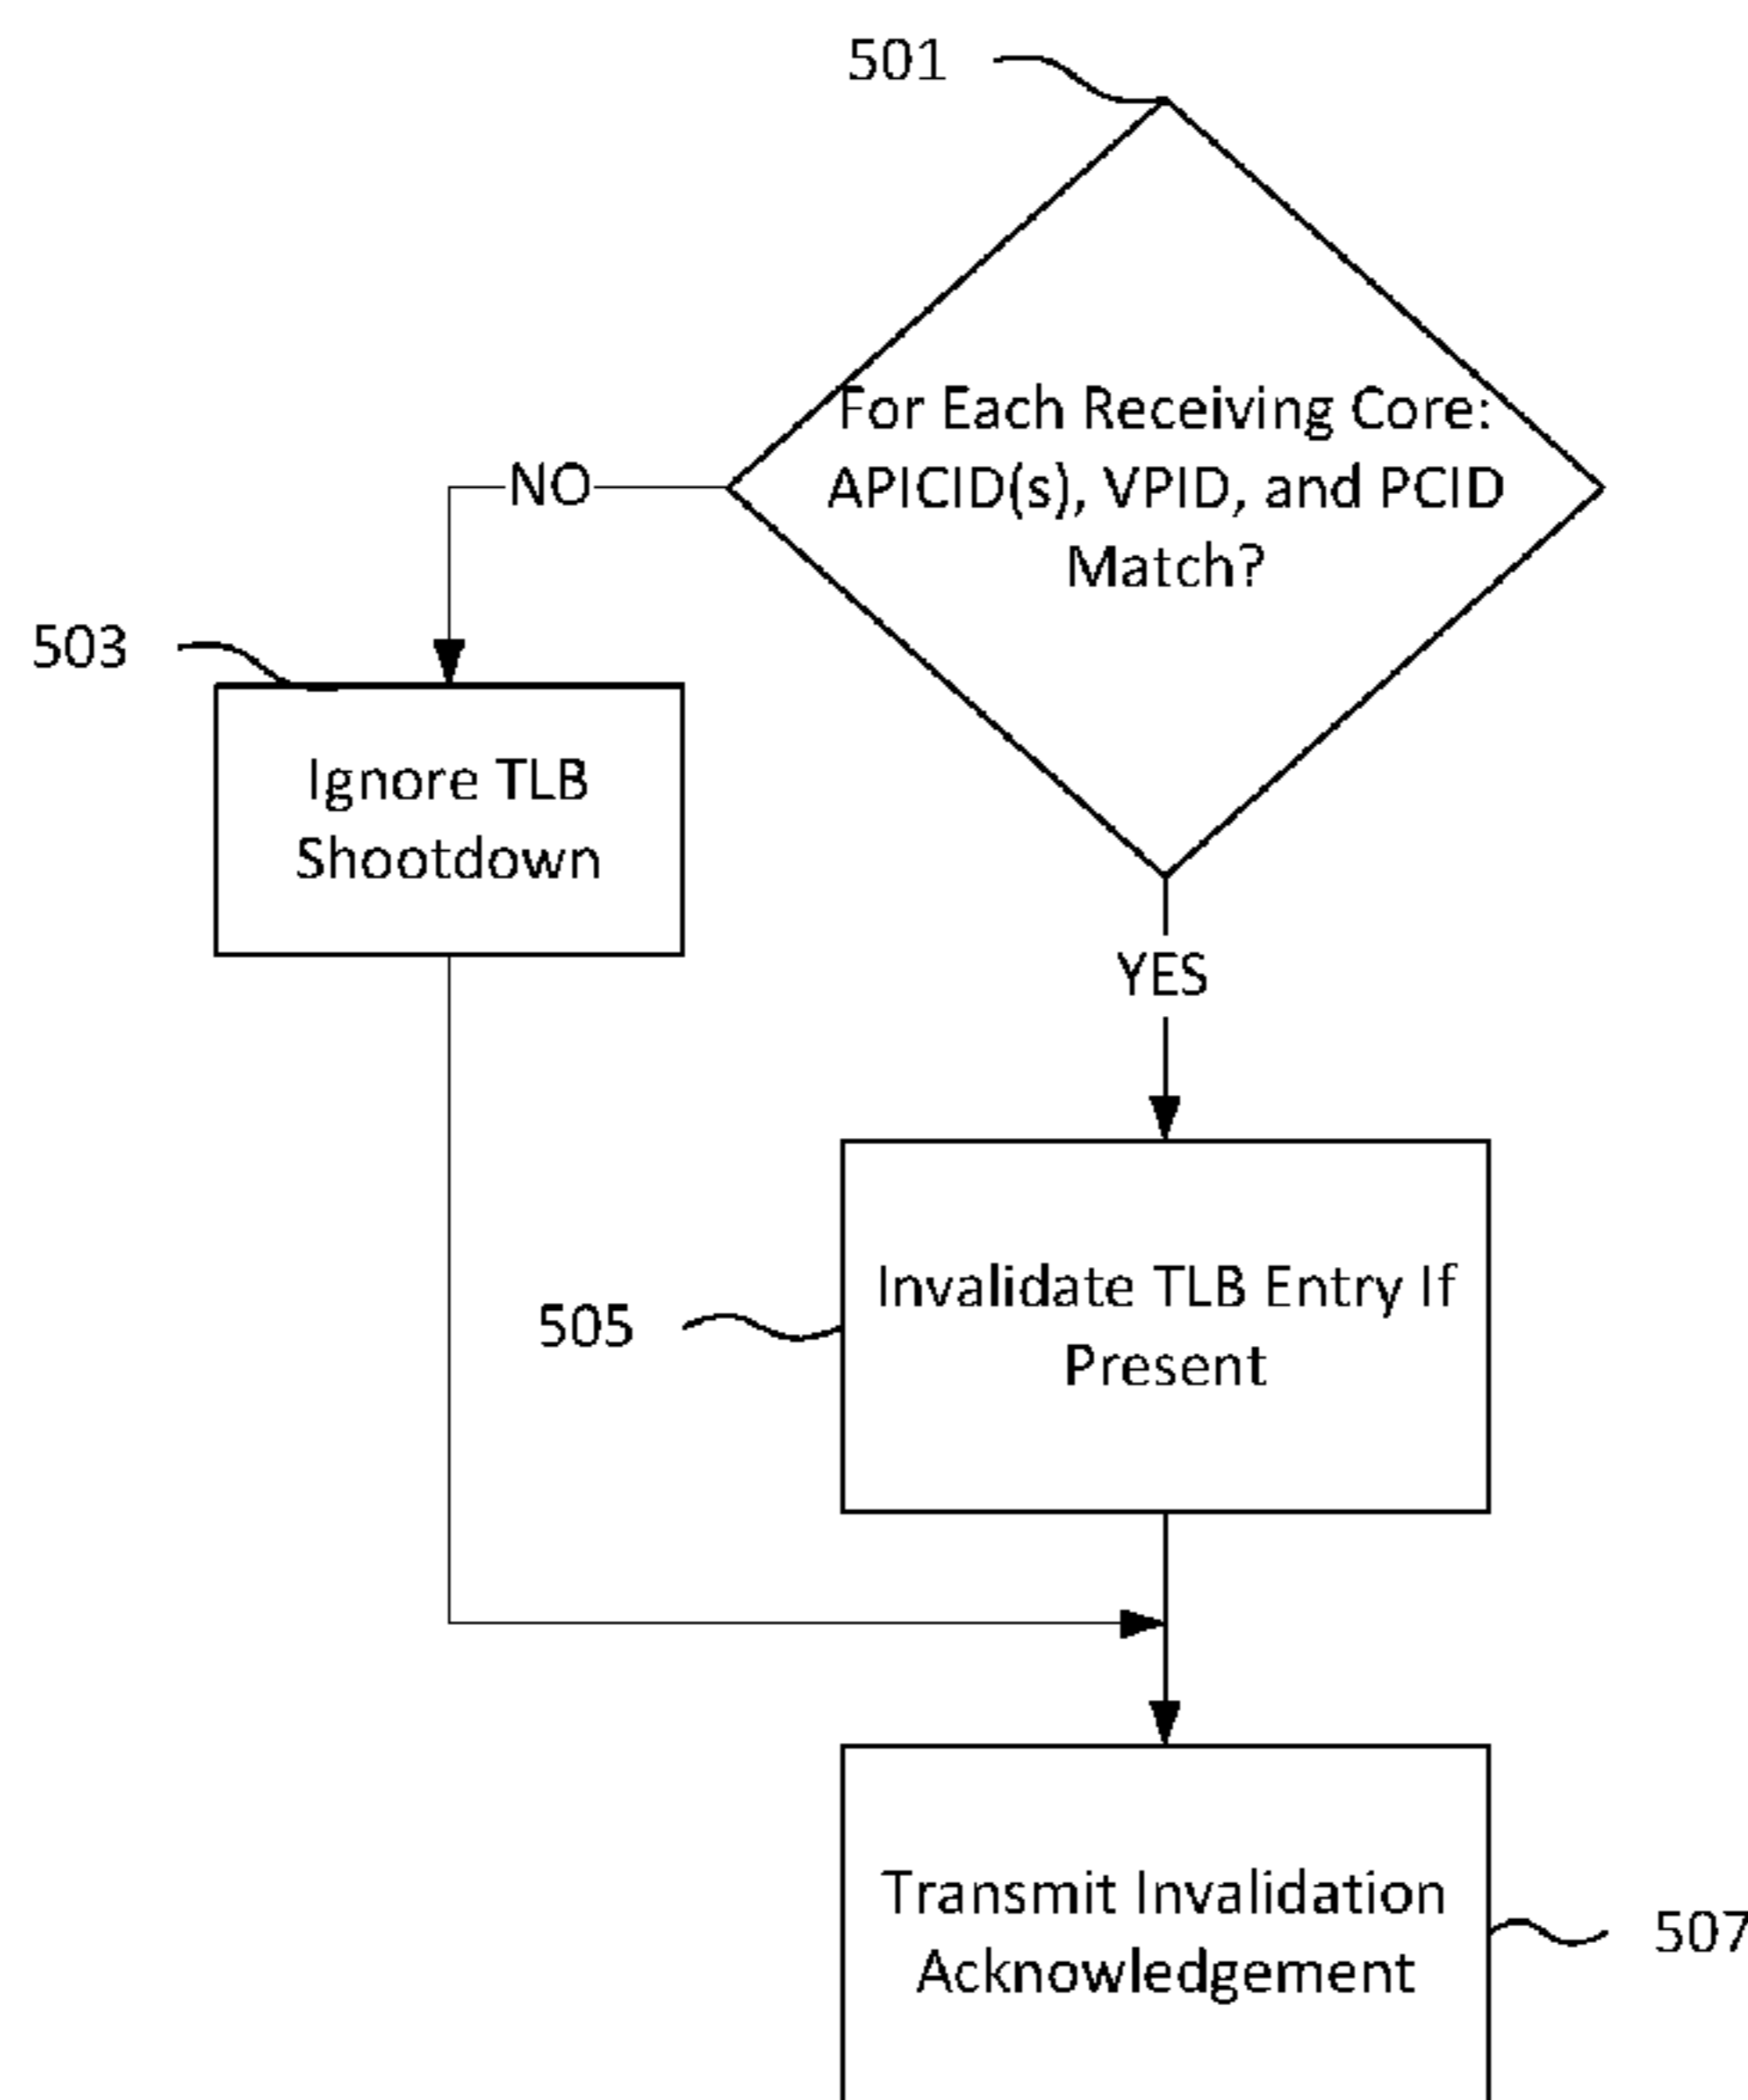 501
For Each Receiving Core:
APICID(s), VPID, and PCID
Match?
NO
503
Ignore TLB
Shootdown
YES
505
Invalidate TLB Entry If
Present
Transmit Invalidation
Acknowledgement
507